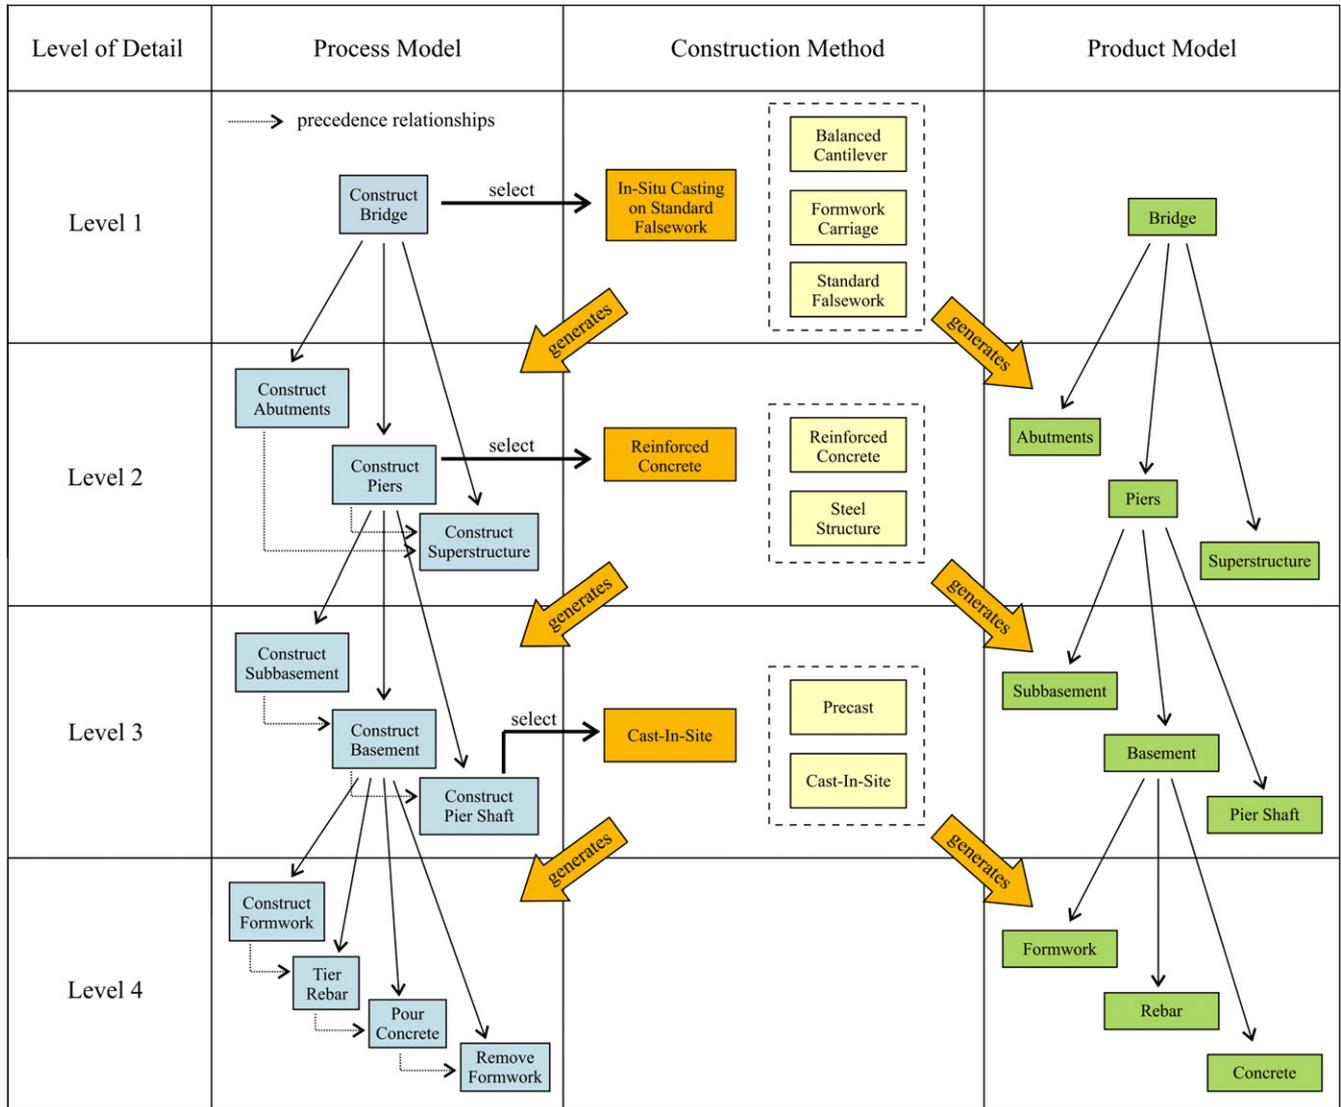 Level of Detail
Process Model
Construction Method
Product Model
Level 1
precedence relationships
Construct
Bridge
select
In-Situ Casting
on Standard
Falsework
Balanced
Cantilever
Formwork
Carriage
Standard
Falsework
Bridge
generates
generates
Level 2
Construct
Abutments
Construct
Piers
Construct
Superstructure
select
Reinforced
Concrete
Reinforced
Concrete
Steel
Structure
Abutments
Piers
Superstructure
generates
generates
Level 3
Construct
Subbasement
Construct
Basement
Construct
Pier Shaft
select
Cast-In-Site
Precast
Cast-In-Site
Subbasement
Basement
Pier Shaft
generates
generates
Level 4
Construct
Formwork
Tier
Rebar
Pour
Concrete
Remove
Formwork
Formwork
Rebar
Concrete